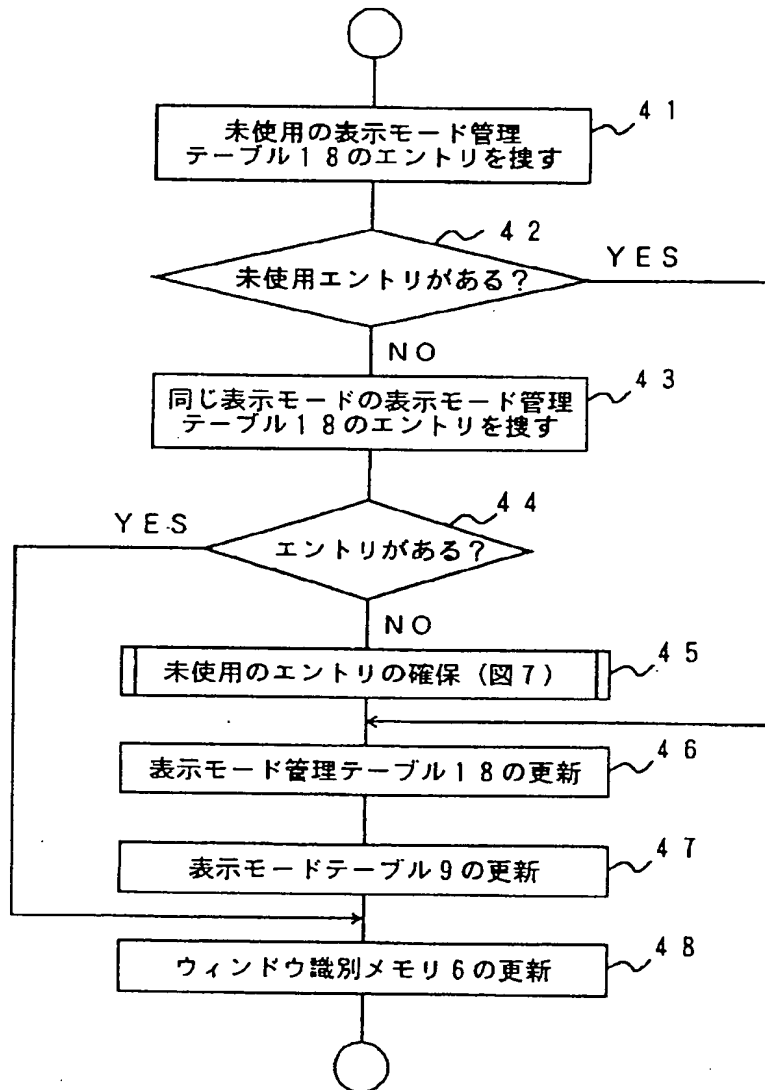 41
未使用の表示モード管理
テーブル18のエントリを捜す
42
未使用エントリがある?
YES
NO
43
同じ表示モードの表示モード管理
テーブル18のエントリを捜す
44
YES
エントリがある?
NO
未使用のエントリの確保(図7)
45
46
表示モード管理テーブル18の更新
47
表示モードテーブル9の更新
48
ウィンドウ識別メモリ6の更新